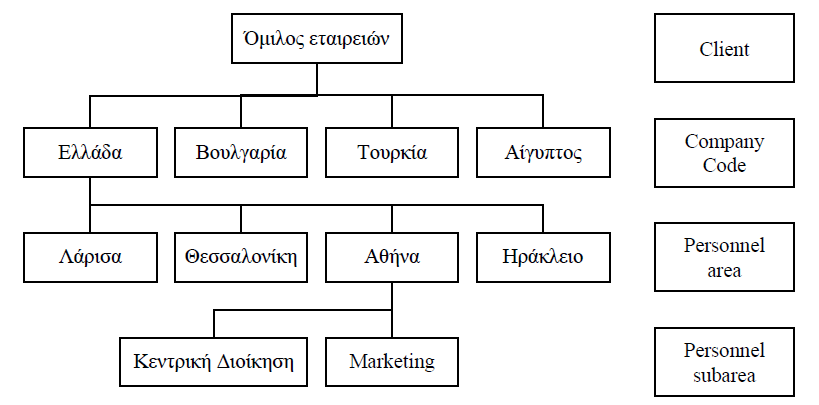 Όμιλος εταιρειών
Client
Ελλάδα
Βουλγαρία
Τουρκία
Αίγυπτος
Company
Code
Λάρισα
Θεσσαλονίκη
Αθήνα
Ηράκλειο
Personnel
area
Κεντρική Διοίκηση
Marketing
Personnel
subarea